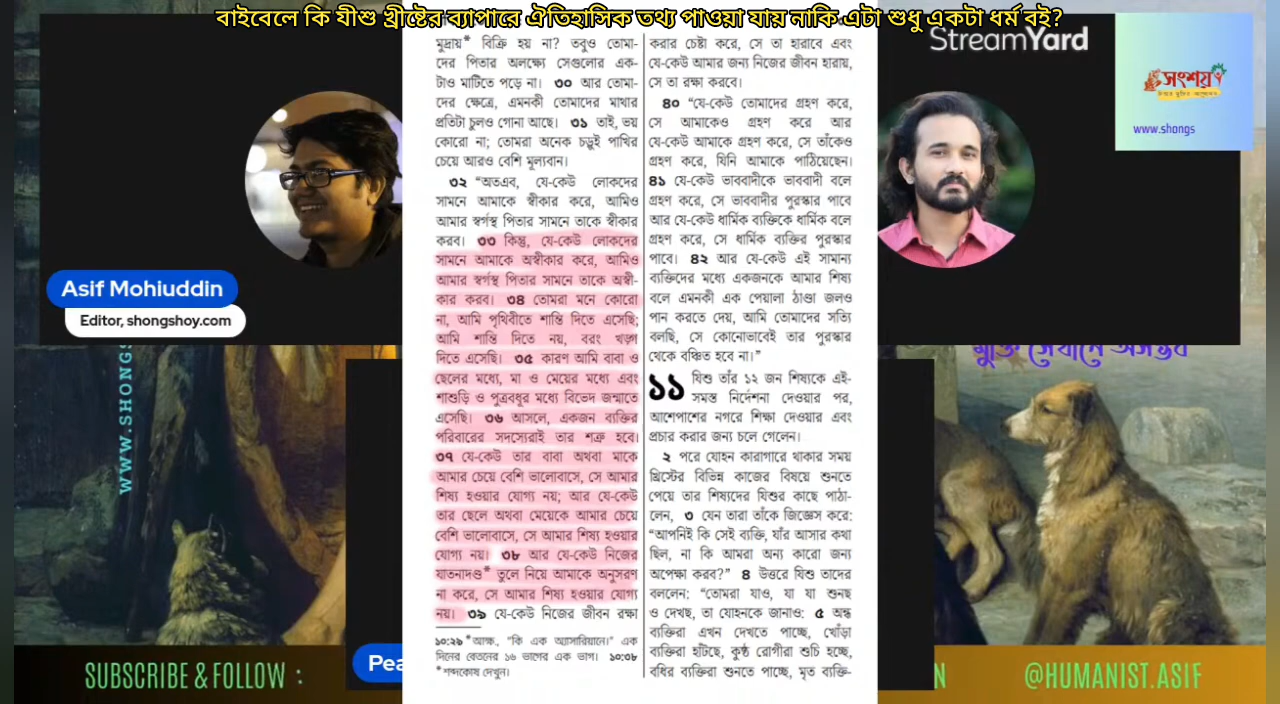 বাইবেলে কি যীশু খ্রীষ্টের ব্যাপারে ঐতিহাসিক তথ্য পাওয়া যায় নাকি এটা শুধু একটা ধর্ম বই?
StreamYard
সংশয়
www.shongs
Asif Mohiuddin
Editor, shongshoy.com
WWW.SHONGS
মুদ্রায়* বিক্রি হয় না? তবুও তোমা-
দের পিতার অলক্ষ্যে সেগুলোর এক-
টাও মাটিতে পড়ে না। ৩০ আর তোমা-
দের ক্ষেত্রে, এমনকী তোমাদের মাথার
প্রতিটা চুলও গোনা আছে। ৩১ তাই, ভয়
কোরো না; তোমরা অনেক চড়ুই পাখির
চেয়ে আরও বেশি মূল্যবান।
৩২ “অতএব, যে-কেউ লোকদের
সামনে আমাকে স্বীকার করে, আমিও
আমার স্বর্গস্থ পিতার সামনে তাকে স্বীকার
করব। ৩৩ কিন্তু, যে-কেউ লোকদের
সামনে আমাকে অস্বীকার করে, আমিও
আমার স্বর্গস্থ পিতার সামনে তাকে অস্বী-
কার করব। ৩৪ তোমরা মনে কোরো
না, আমি পৃথিবীতে শান্তি দিতে এসেছি;
আমি শান্তি দিতে নয়, বরং খড়্গ
দিতে এসেছি। ৩৫ কারণ আমি বাবা ও
ছেলের মধ্যে, মা ও মেয়ের মধ্যে এবং
শাশুড়ি ও পুত্রবধূর মধ্যে বিভেদ জন্মাতে
এসেছি। ৩৬ আসলে, একজন ব্যক্তির
পরিবারের সদস্যেরাই তার শত্রু হবে।
৩৭ যে-কেউ তার বাবা অথবা মাকে
আমার চেয়ে বেশি ভালোবাসে, সে আমার
শিষ্য হওয়ার যোগ্য নয়; আর যে-কেউ
তার ছেলে অথবা মেয়েকে আমার চেয়ে
বেশি ভালোবাসে, সে আমার শিষ্য হওয়ার
যোগ্য নয়। ৩৮ আর যে-কেউ নিজের
যাতনাদণ্ড* তুলে নিয়ে আমাকে অনুসরণ
না করে, সে আমার শিষ্য হওয়ার যোগ্য
নয়। ৩৯ যে-কেউ নিজের জীবন রক্ষা
১০:২৯ *আক্ষ., “কি এক অ্যাসারিয়ানে।” এক
দিনের বেতনের ১৬ ভাগের এক ভাগ। ১০:৩৮
*শব্দকোষ দেখুন।
করার চেষ্টা করে, সে তা হারাবে এবং
যে-কেউ আমার জন্য নিজের জীবন হারায়,
সে তা রক্ষা করবে।
৪০ “যে-কেউ তোমাদের গ্রহণ করে,
সে আমাকেও গ্রহণ করে আর
যে-কেউ আমাকে গ্রহণ করে, সে তাঁকেও
গ্রহণ করে, যিনি আমাকে পাঠিয়েছেন।
৪১ যে-কেউ ভাববাদীকে ভাববাদী বলে
গ্রহণ করে, সে ভাববাদীর পুরস্কার পাবে
আর যে-কেউ ধার্মিক ব্যক্তিকে ধার্মিক বলে
গ্রহণ করে, সে ধার্মিক ব্যক্তির পুরস্কার
পাবে। ৪২ আর যে-কেউ এই সামান্য
ব্যক্তিদের মধ্যে একজনকে আমার শিষ্য
বলে এমনকী এক পেয়ালা ঠাণ্ডা জলও
পান করতে দেয়, আমি তোমাদের সত্যি
বলছি, সে কোনোভাবেই তার পুরস্কার
থেকে বঞ্চিত হবে না।”
১১ যিশু তাঁর ১২ জন শিষ্যকে এই-
সমস্ত নির্দেশনা দেওয়ার পর,
আশেপাশের নগরে শিক্ষা দেওয়ার এবং
প্রচার করার জন্য চলে গেলেন।
২ পরে যোহন কারাগারে থাকার সময়
খ্রিস্টের বিভিন্ন কাজের বিষয়ে শুনতে
পেয়ে তার শিষ্যদের যিশুর কাছে পাঠা-
লেন, ৩ যেন তারা তাঁকে জিজ্ঞেস করে:
“আপনিই কি সেই ব্যক্তি, যাঁর আসার কথা
ছিল, না কি আমরা অন্য কারো জন্য
অপেক্ষা করব?” ৪ উত্তরে যিশু তাদের
বললেন: “তোমরা যাও, যা যা শুনছ
ও দেখছ, তা যোহনকে জানাও: ৫ অন্ধ
ব্যক্তিরা এখন দেখতে পাচ্ছে, খোঁড়া
ব্যক্তিরা হাঁটছে, কুষ্ঠ রোগীরা শুচি হচ্ছে,
বধির ব্যক্তিরা শুনতে পাচ্ছে, মৃত ব্যক্তি-
Pea
SUBSCRIBE & FOLLOW :
N
@HUMANIST.ASIF